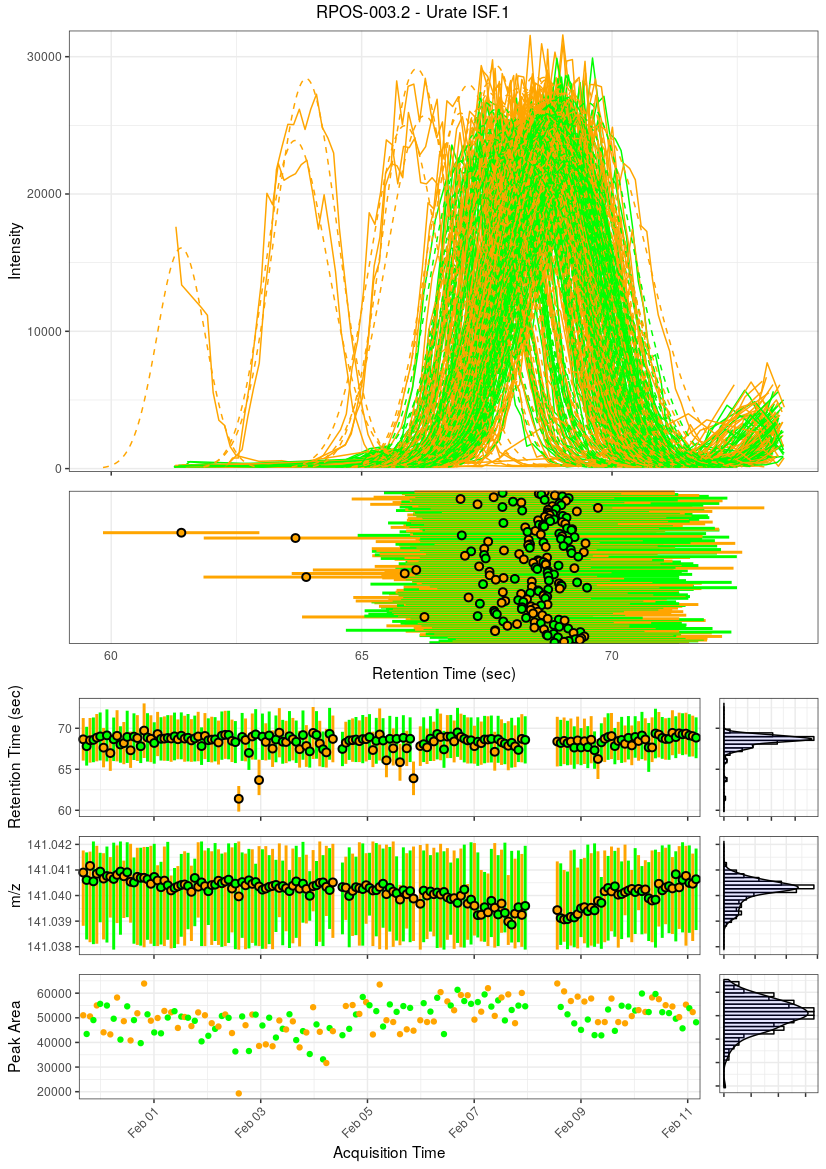 RPOS-003.2 - Urate ISF.1
30000
20000
10000
0
Intensity
60
65
70
Retention Time (sec)
70
65
60
Retention Time (sec)
141.042
141.041
141.040
141.039
141.038
m/z
60000
50000
40000
30000
20000
Peak Area
Feb 01
Feb 03
Feb 05
Feb 07
Feb 09
Feb 11
Acquisition Time